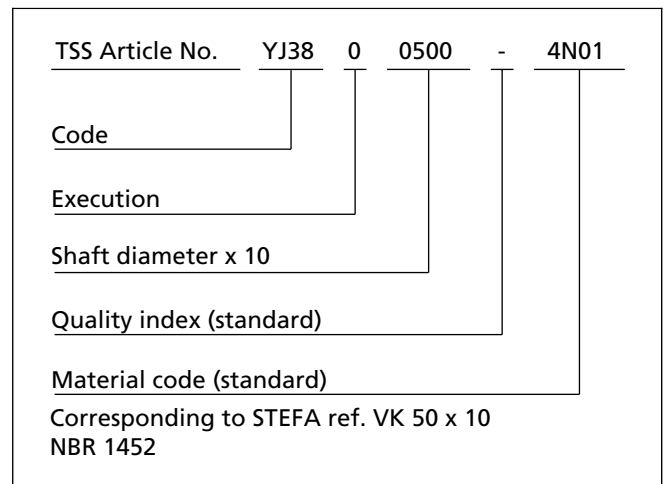 TSS Article No. YJ38 0 0500 - 4N01
Code
Execution
Shaft diameter x 10
Quality index (standard)
Material code (standard)
Corresponding to STEFA ref. VK 50 x 10
NBR 1452